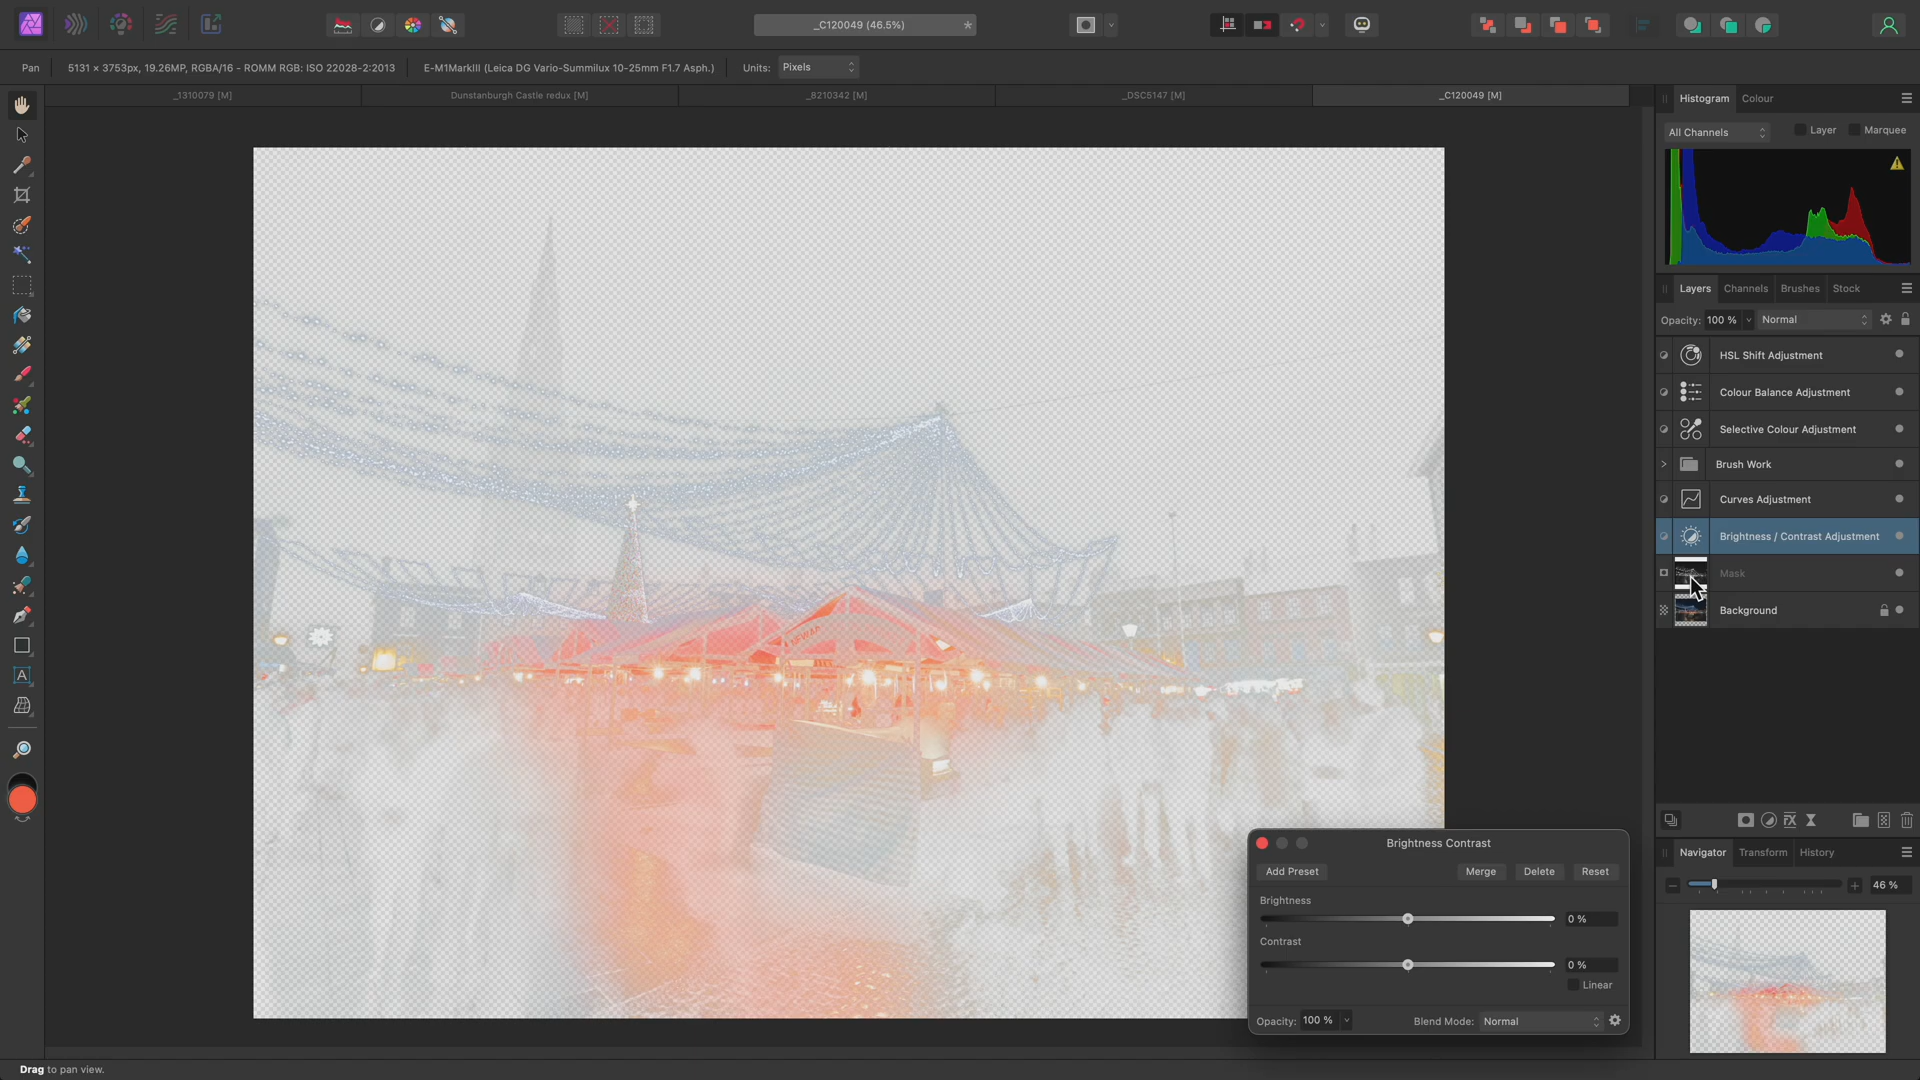 _C120049 (46.5%)
*
Pan
5131 × 3753px, 19.26MP, RGBA/16 - ROMM RGB: ISO 22028-2:2013
E-M1MarkIII (Leica DG Vario-Summilux 10-25mm F1.7 Asph.)
Units:
Pixels
_1310079 [M]
Dunstanburgh Castle redux [M]
_8210342 [M]
_DSC5147 [M]
_C120049 [M]
Histogram
Colour
All Channels
Layer
Marquee
Layers
Channels
Brushes
Stock
Opacity:
100 %
Normal
HSL Shift Adjustment
Colour Balance Adjustment
Selective Colour Adjustment
Brush Work
Curves Adjustment
Brightness / Contrast Adjustment
Mask
Background
FX
A
Brightness Contrast
Add Preset
Merge
Delete
Reset
Brightness
0 %
Contrast
0 %
Linear
Opacity:
100 %
Blend Mode:
Normal
Navigator
Transform
History
46 %
Drag to pan view.